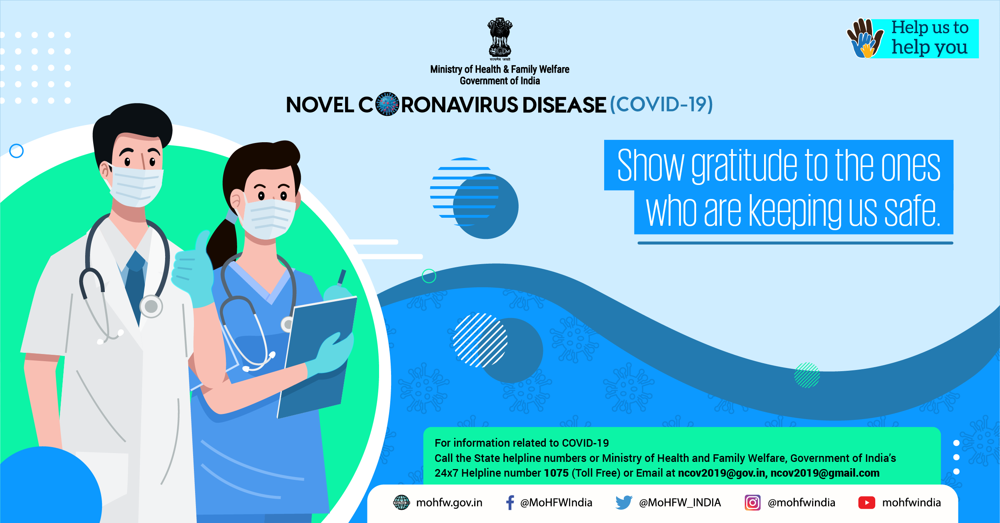 सत्यमेव जयते
Ministry of Health & Family Welfare
Government of India
Help us to
help you
NOVEL CORONAVIRUS DISEASE (COVID-19)
Show gratitude to the ones
who are keeping us safe.
For information related to COVID-19
Call the State helpline numbers or Ministry of Health and Family Welfare, Government of India's
24x7 Helpline number 1075 (Toll Free) or Email at ncov2019@gov.in, ncov2019@gmail.com
mohfw.gov.in @MoHFWIndia @MoHFW_INDIA @mohfwindia mohfwindia